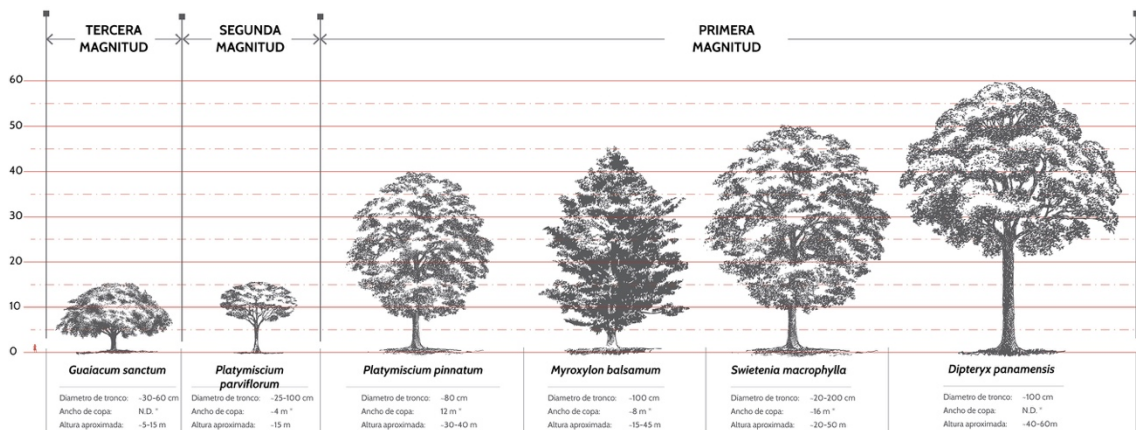 TERCERA
MAGNITUD
SEGUNDA
MAGNITUD
PRIMERA
MAGNITUD
60
50
40
30
20
10
0
Guaiacum sanctum
Diametro de tronco: -30-60 cm
Ancho de copa: N.D. *
Altura aproximada: -5-15 m
Platymiscium
parviflorum
Diametro de tronco: -25-100 cm
Ancho de copa: -4 m *
Altura aproximada: -15 m
Platymiscium pinnatum
Diametro de tronco: -80 cm
Ancho de copa: 12 m *
Altura aproximada: -30-40 m
Myroxylon balsamum
Diametro de tronco: -100 cm
Ancho de copa: -8 m *
Altura aproximada: -15-45 m
Swietenia macrophylla
Diametro de tronco: -20-200 cm
Ancho de copa: -16 m *
Altura aproximada: -20-50 m
Dipteryx panamensis
Diametro de tronco: -100 cm
Ancho de copa: N.D. *
Altura aproximada: -40-60m